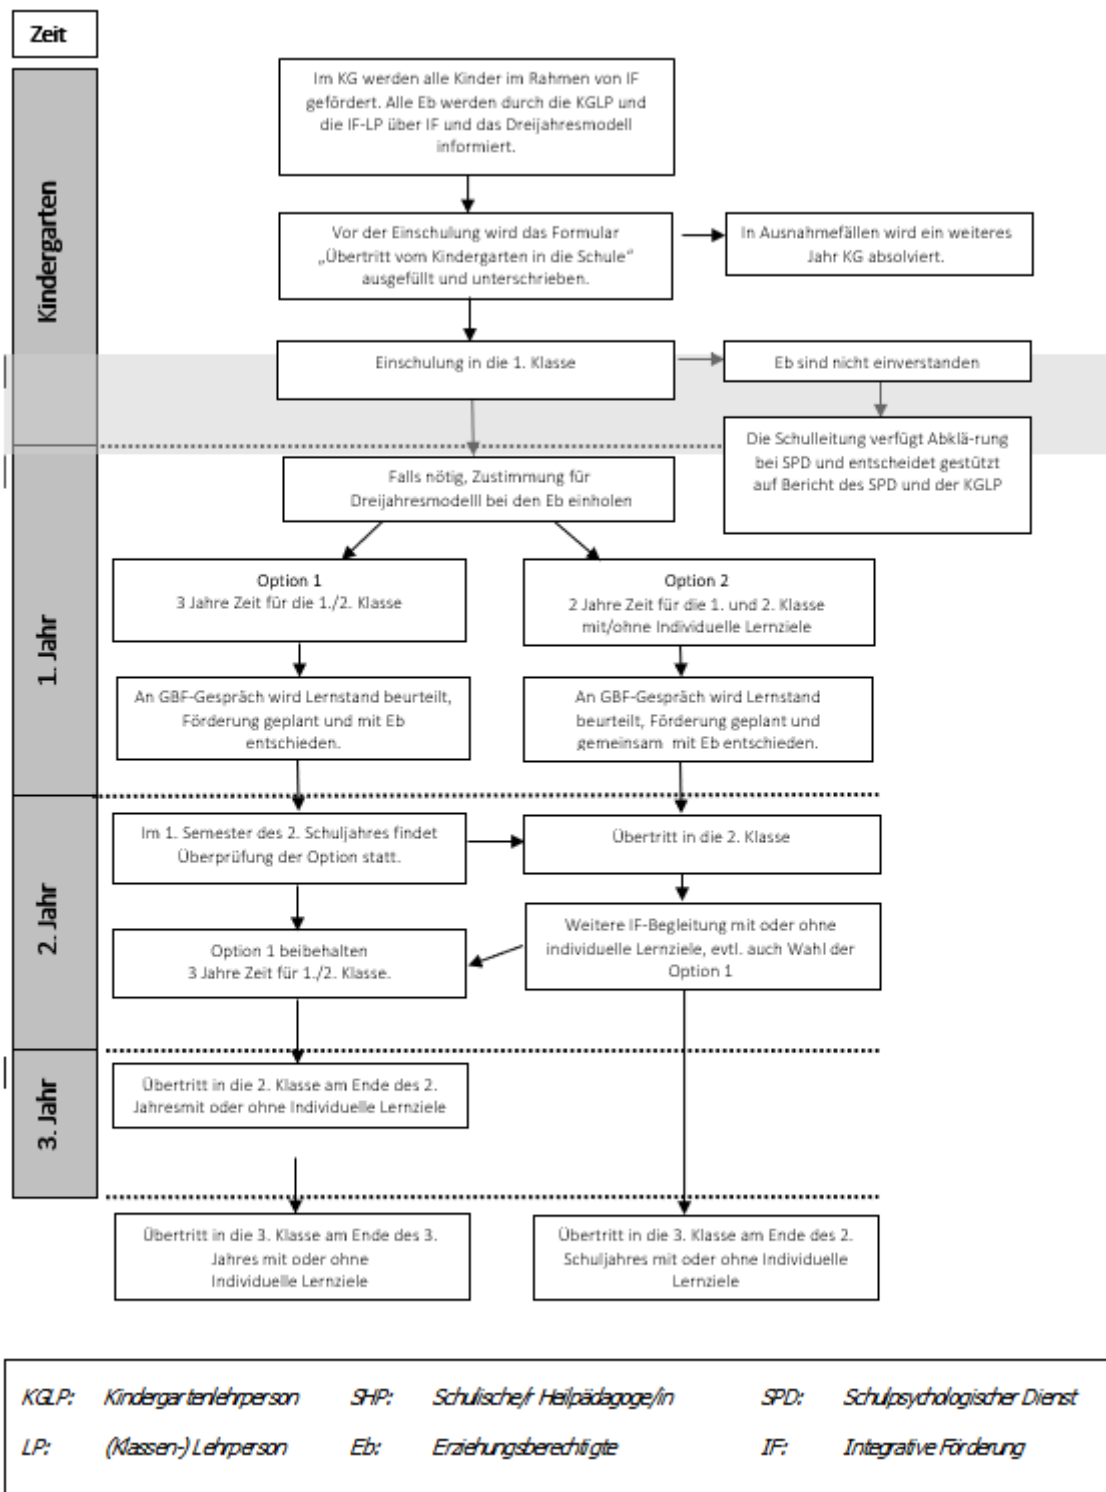 Zeit
Kindergarten
Im KG werden alle Kinder im Rahmen von IF
gefördert. Alle Eb werden durch die KGLP und
die IF-LP über IF und das Dreijahresmodell
informiert.
Vor der Einschulung wird das Formular
„Übertritt vom Kindergarten in die Schule“
ausgefüllt und unterschrieben.
In Ausnahmefällen wird ein weiteres
Jahr KG absolviert.
Einschulung in die 1. Klasse
Eb sind nicht einverstanden
Die Schulleitung verfügt Abklä-rung
bei SPD und entscheidet gestützt
auf Bericht des SPD und der KGLP
1. Jahr
Falls nötig, Zustimmung für
Dreijahresmodelll bei den Eb einholen
Option 1
3 Jahre Zeit für die 1./2. Klasse
Option 2
2 Jahre Zeit für die 1. und 2. Klasse
mit/ohne Individuelle Lernziele
An GBF-Gespräch wird Lernstand beurteilt,
Förderung geplant und mit Eb
entschieden.
An GBF-Gespräch wird Lernstand
beurteilt, Förderung geplant und
gemeinsam mit Eb entschieden.
2. Jahr
Im 1. Semester des 2. Schuljahres findet
Überprüfung der Option statt.
Übertritt in die 2. Klasse
Option 1 beibehalten
3 Jahre Zeit für 1./2. Klasse.
Weitere IF-Begleitung mit oder ohne
individuelle Lernziele, evtl. auch Wahl der
Option 1
3. Jahr
Übertritt in die 2. Klasse am Ende des 2.
Jahresmit oder ohne Individuelle Lernziele
Übertritt in die 3. Klasse am Ende des 3.
Jahres mit oder ohne
Individuelle Lernziele
Übertritt in die 3. Klasse am Ende des 2.
Schuljahres mit oder ohne Individuelle
Lernziele
KGLP: Kindergartenlehrperson SHP: Schulische/r Heilpädagoge/in SPD: Schulpsychologischer Dienst
LP: (Klassen-) Lehrperson Eb: Erziehungsberechtigte IF: Integrative Förderung